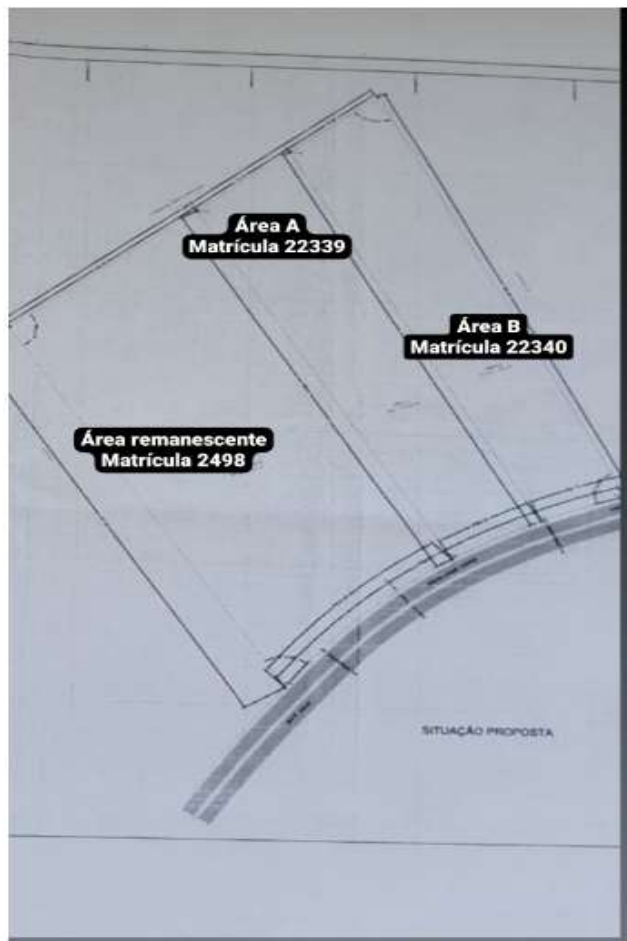 Área A
Matrícula 22339
Área B
Matrícula 22340
Área remanescente
Matrícula 2498
SITUAÇÃO PROPOSTA